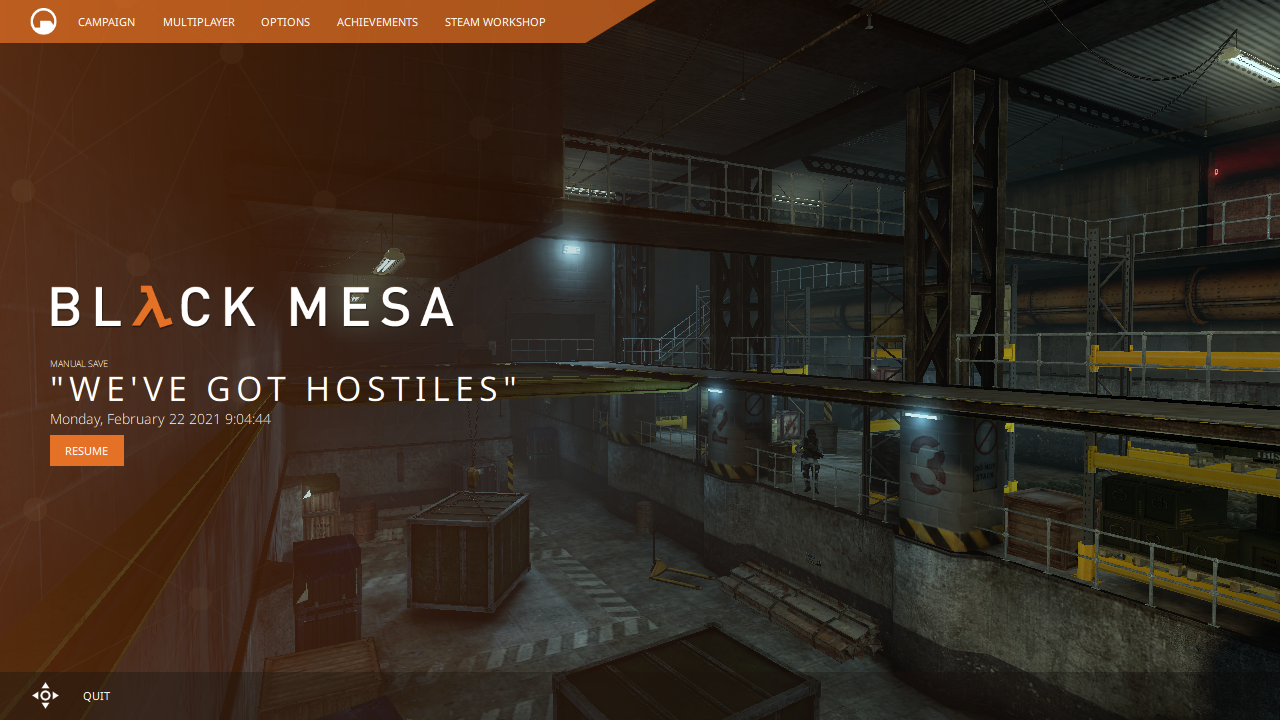 CAMPAIGN MULTIPLAYER OPTIONS ACHIEVEMENTS STEAM WORKSHOP
BLλCK MESA
MANUAL SAVE
"WE'VE GOT HOSTILES"
Monday, February 22 2021 9:04:44
RESUME
2
3
QUIT